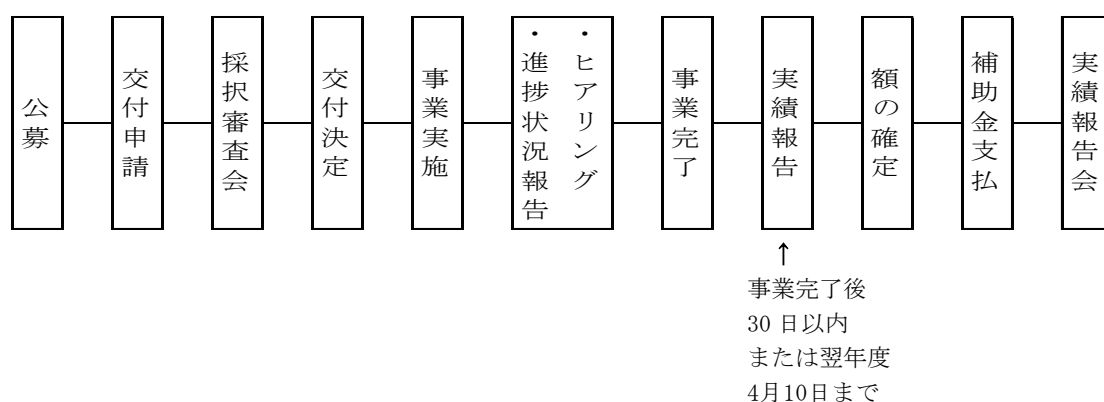 公募
交付申請
採択審査会
交付決定
事業実施
・ヒアリング
・進捗状況報告
事業完了
実績報告
額の確定
補助金支払
実績報告会
↑
事業完了後
30日以内
または翌年度
4月10日まで